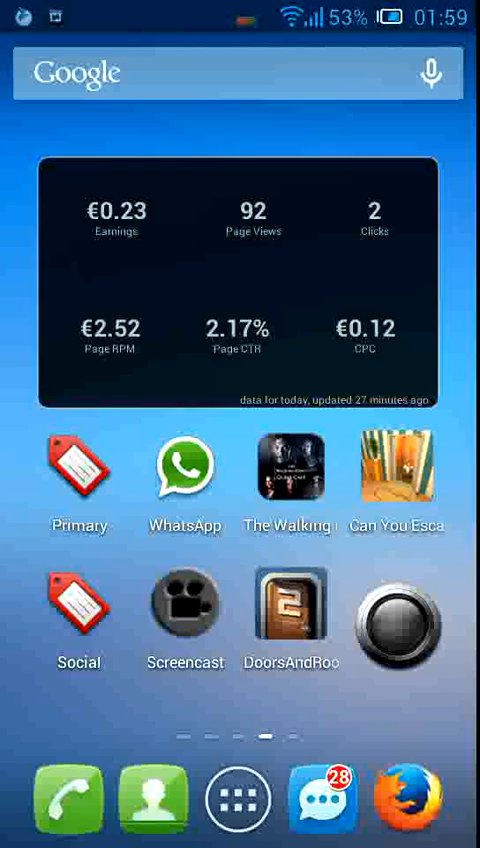 53% 01:59
Google
€0.23 92 2
Earnings Page Views Clicks
€2.52 2.17% €0.12
Page RPM Page CTR CPC
data for today, updated 27 minutes ago
Primary WhatsApp The Walking Can You Esca
2
Social Screencast DoorsAndRoo
28